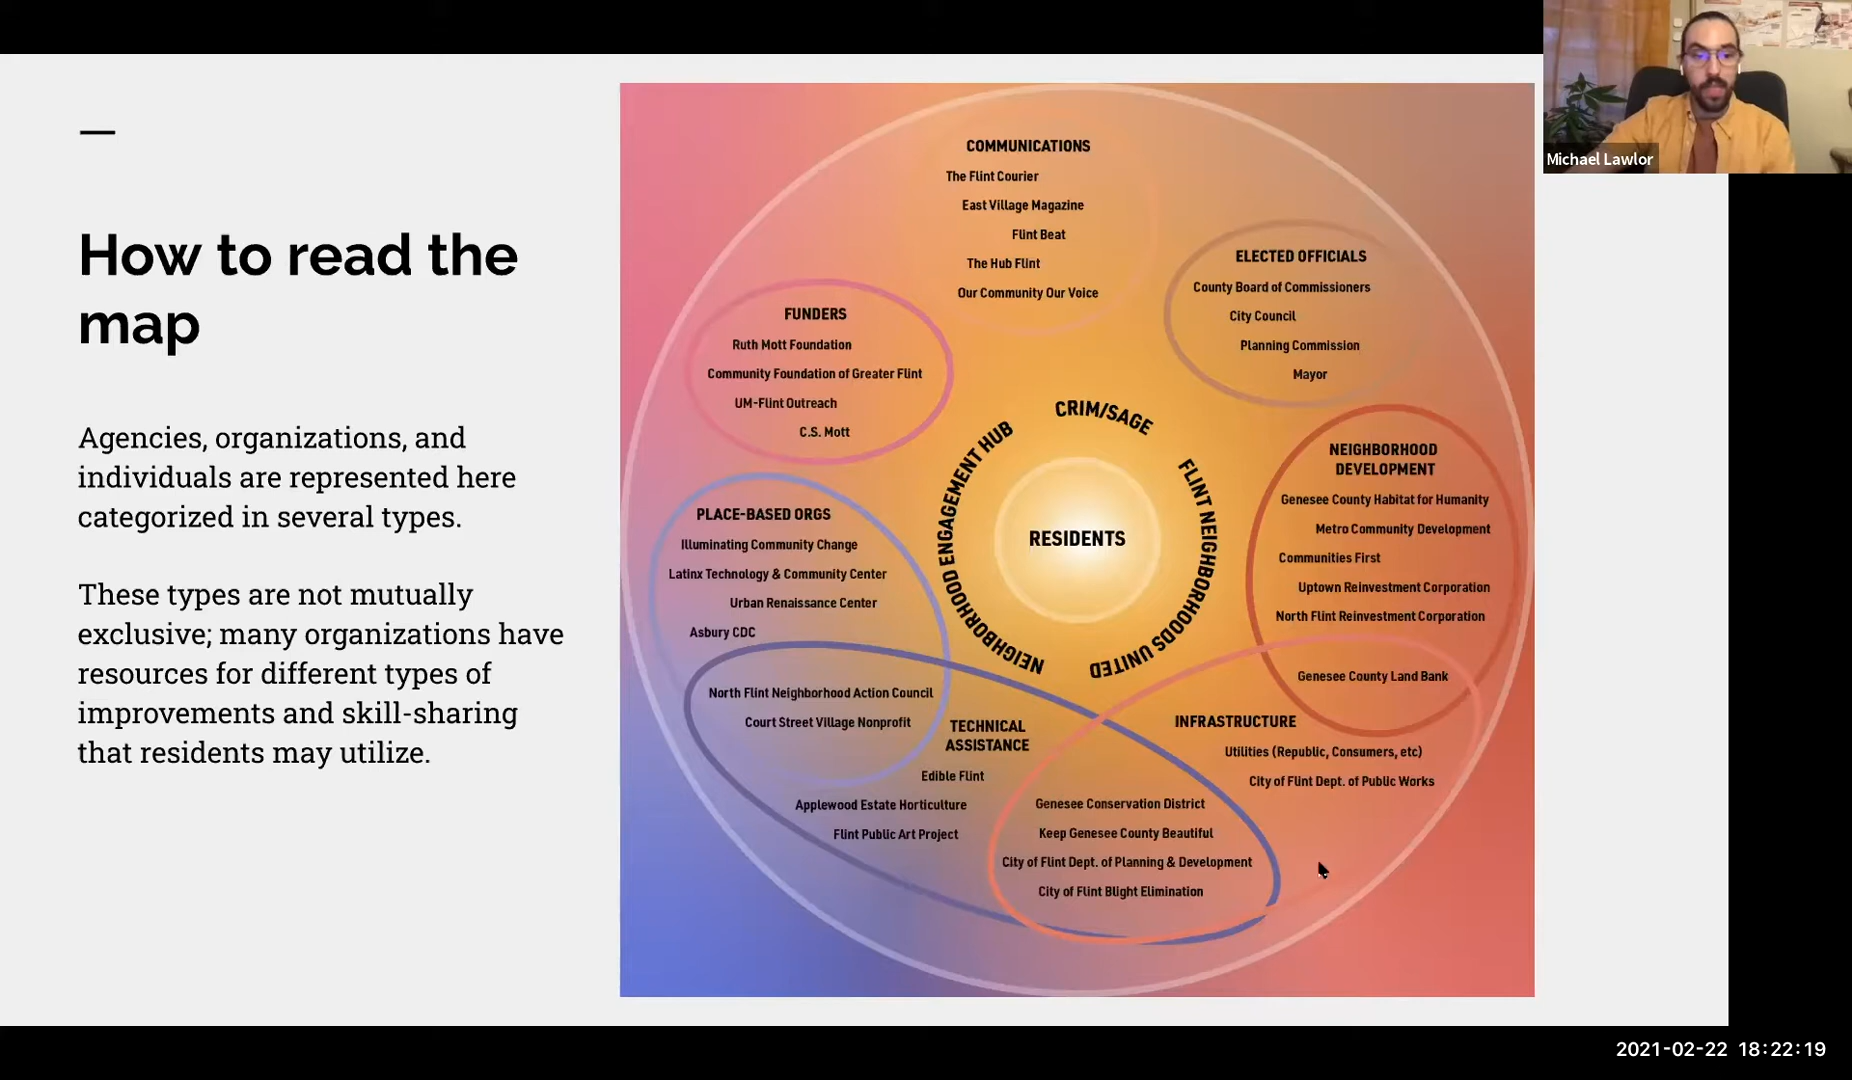 How to read the
map
Agencies, organizations, and
individuals are represented here
categorized in several types.
These types are not mutually
exclusive; many organizations have
resources for different types of
improvements and skill-sharing
that residents may utilize.
COMMUNICATIONS
The Flint Courier
East Village Magazine
Flint Beat
The Hub Flint
Our Community Our Voice
ELECTED OFFICIALS
County Board of Commissioners
City Council
Planning Commission
Mayor
FUNDERS
Ruth Mott Foundation
Community Foundation of Greater Flint
UM-Flint Outreach
C.S. Mott
NEIGHBORHOOD
DEVELOPMENT
Genesee County Habitat for Humanity
Metro Community Development
Communities First
Uptown Reinvestment Corporation
North Flint Reinvestment Corporation
Genesee County Land Bank
CRIM/SAGE
NEIGHBORHOOD ENGAGEMENT HUB
FLINT NEIGHBORHOODS UNITED
RESIDENTS
PLACE-BASED ORGS
Illuminating Community Change
Latinx Technology & Community Center
Urban Renaissance Center
Asbury CDC
North Flint Neighborhood Action Council
Court Street Village Nonprofit
TECHNICAL
ASSISTANCE
Edible Flint
Applewood Estate Horticulture
Flint Public Art Project
INFRASTRUCTURE
Utilities (Republic, Consumers, etc)
City of Flint Dept. of Public Works
Genesee Conservation District
Keep Genesee County Beautiful
City of Flint Dept. of Planning & Development
City of Flint Blight Elimination
Michael Lawlor
2021-02-22 18:22:19